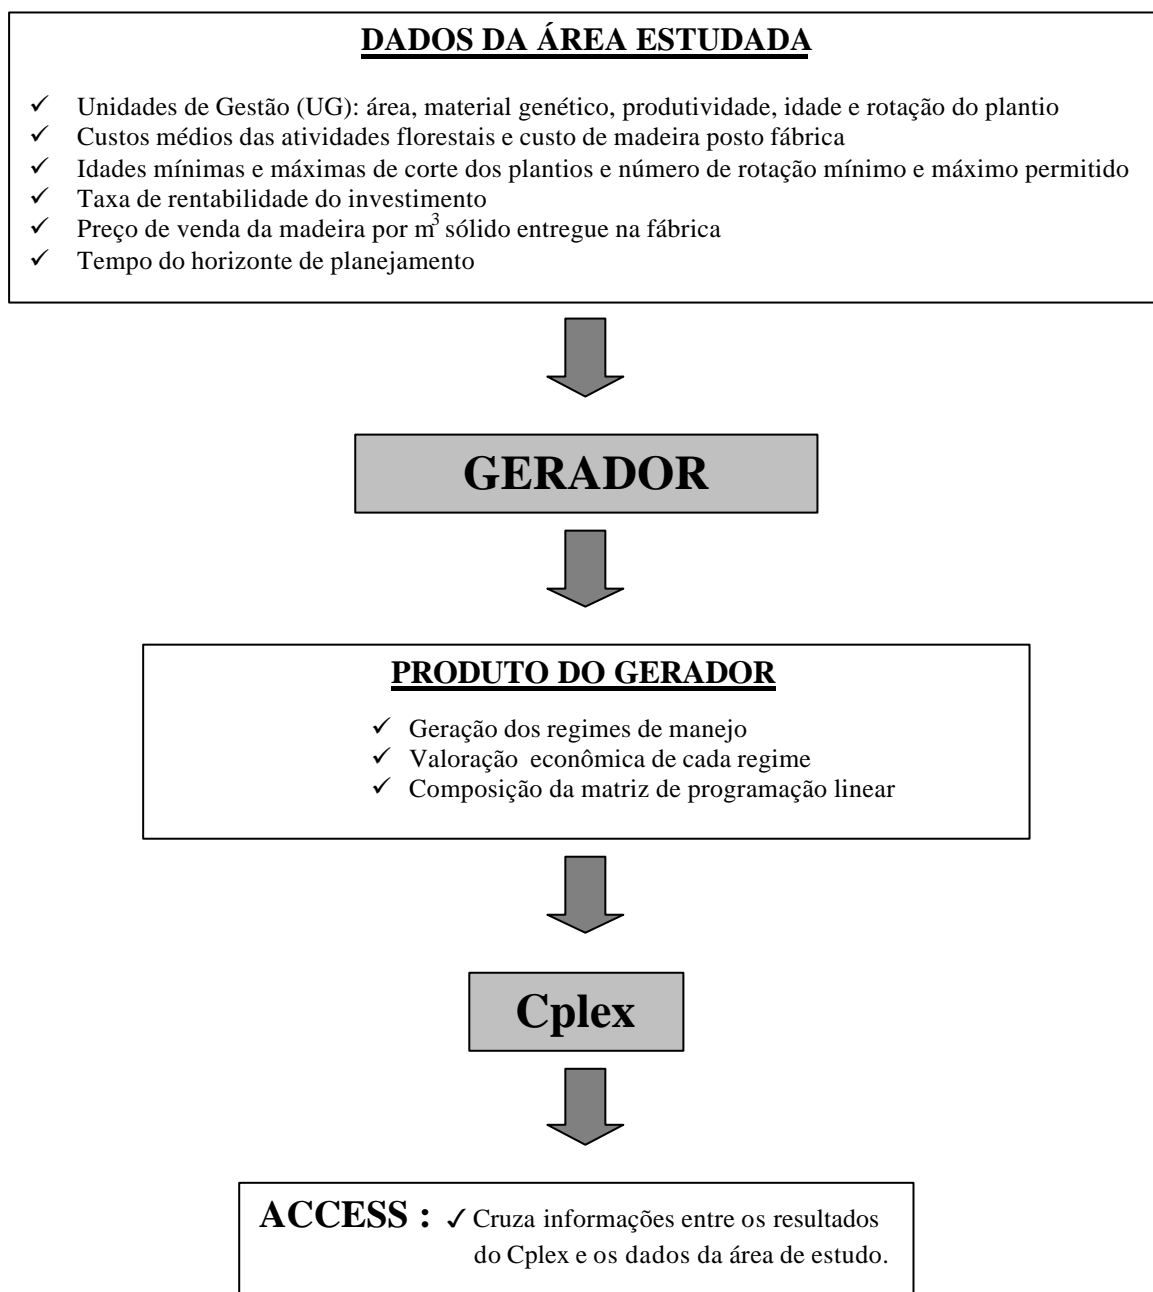 DADOS DA ÁREA ESTUDADA
✓ Unidades de Gestão (UG): área, material genético, produtividade, idade e rotação do plantio
✓ Custos médios das atividades florestais e custo de madeira posto fábrica
✓ Idades mínimas e máximas de corte dos plantios e número de rotação mínimo e máximo permitido
✓ Taxa de rentabilidade do investimento
✓ Preço de venda da madeira por m³ sólido entregue na fábrica
✓ Tempo do horizonte de planejamento
GERADOR
PRODUTO DO GERADOR
✓ Geração dos regimes de manejo
✓ Valoração econômica de cada regime
✓ Composição da matriz de programação linear
Cplex
ACCESS : ✓ Cruza informações entre os resultados
do Cplex e os dados da área de estudo.